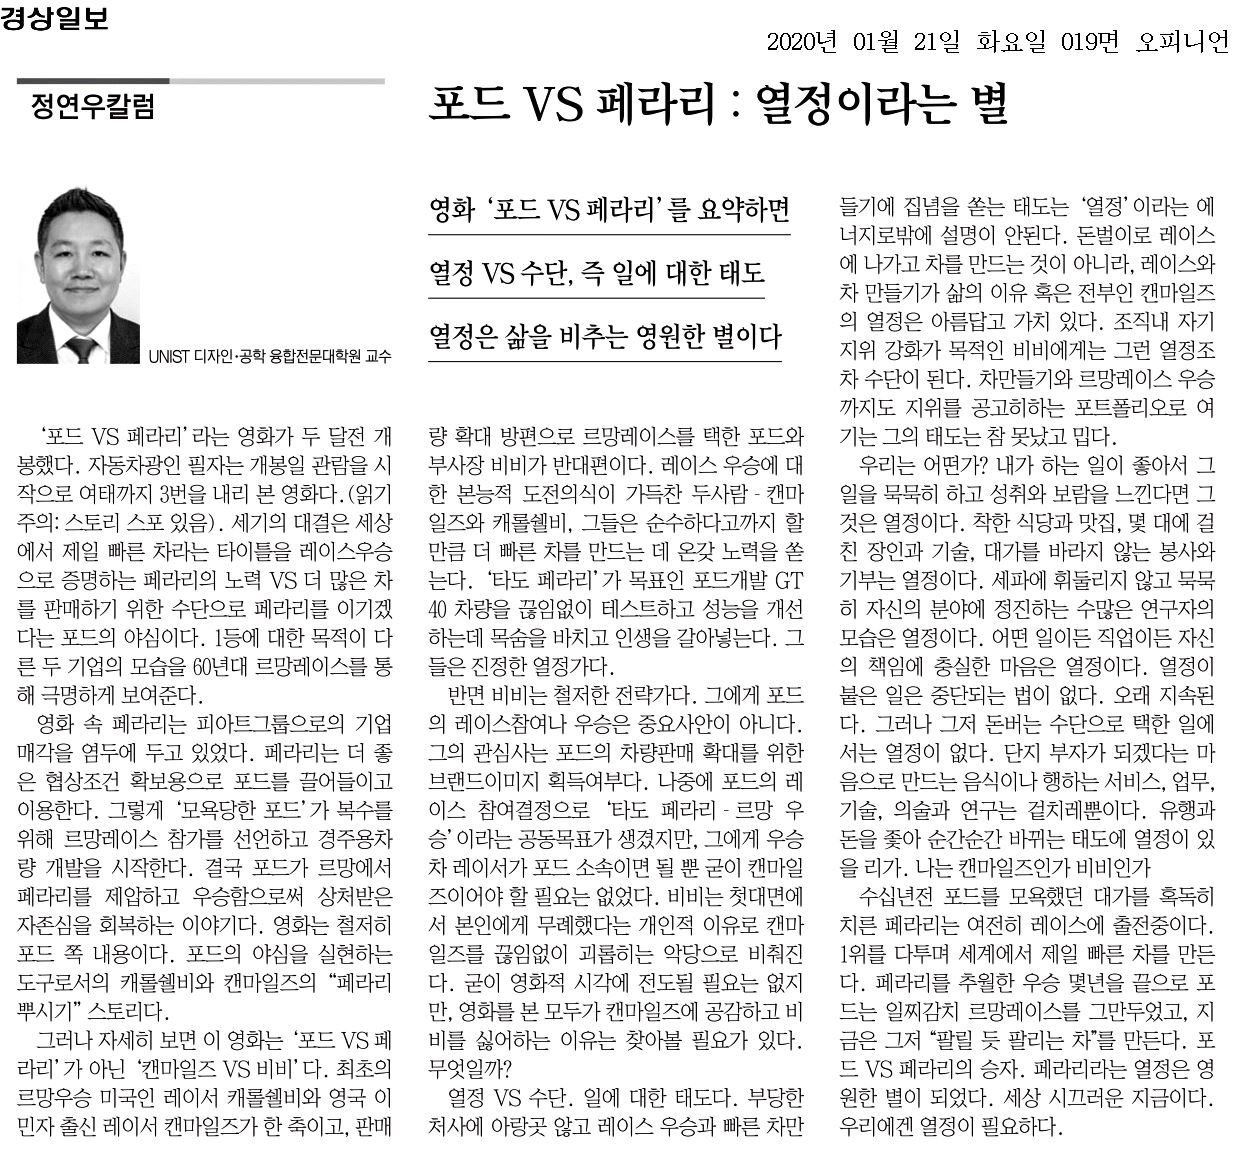 경상일보
2020년 01월 21일 화요일 019면 오피니언
정연우칼럼
포드 VS 페라리 : 열정이라는 별
UNIST 디자인·공학 융합전문대학원 교수
영화 ‘포드 VS 페라리’를 요약하면
열정 VS 수단, 즉 일에 대한 태도
열정은 삶을 비추는 영원한 별이다
‘포드 VS 페라리’라는 영화가 두 달전 개
봉했다. 자동차광인 필자는 개봉일 관람을 시
작으로 여태까지 3번을 내리 본 영화다.(읽기
주의: 스토리 스포 있음). 세기의 대결은 세상
에서 제일 빠른 차라는 타이틀을 레이스우승
으로 증명하는 페라리의 노력 VS 더 많은 차
를 판매하기 위한 수단으로 페라리를 이기겠
다는 포드의 야심이다. 1등에 대한 목적이 다
른 두 기업의 모습을 60년대 르망레이스를 통
해 극명하게 보여준다.
영화 속 페라리는 피아트그룹으로의 기업
매각을 염두에 두고 있었다. 페라리는 더 좋
은 협상조건 확보용으로 포드를 끌어들이고
이용한다. 그렇게 ‘모욕당한 포드’가 복수를
위해 르망레이스 참가를 선언하고 경주용차
량 개발을 시작한다. 결국 포드가 르망에서
페라리를 제압하고 우승함으로써 상처받은
자존심을 회복하는 이야기다. 영화는 철저히
포드 쪽 내용이다. 포드의 야심을 실현하는
도구로서의 캐롤쉘비와 캔마일즈의 “페라리
뿌시기” 스토리다.
그러나 자세히 보면 이 영화는 ‘포드 VS 페
라리’가 아닌 ‘캔마일즈 VS 비비’다. 최초의
르망우승 미국인 레이서 캐롤쉘비와 영국 이
민자 출신 레이서 캔마일즈가 한 축이고, 판매
량 확대 방편으로 르망레이스를 택한 포드와
부사장 비비가 반대편이다. 레이스 우승에 대
한 본능적 도전의식이 가득찬 두사람 - 캔마
일즈와 캐롤쉘비, 그들은 순수하다고까지 할
만큼 더 빠른 차를 만드는 데 온갖 노력을 쏟
는다. ‘타도 페라리’가 목표인 포드개발 GT
40 차량을 끊임없이 테스트하고 성능을 개선
하는데 목숨을 바치고 인생을 갈아넣는다. 그
들은 진정한 열정가다.
반면 비비는 철저한 전략가다. 그에게 포드
의 레이스참여나 우승은 중요사안이 아니다.
그의 관심사는 포드의 차량판매 확대를 위한
브랜드이미지 획득여부다. 나중에 포드의 레
이스 참여결정으로 ‘타도 페라리 - 르망 우
승’이라는 공동목표가 생겼지만, 그에게 우승
차 레이서가 포드 소속이면 될 뿐 굳이 캔마일
즈이어야 할 필요는 없었다. 비비는 첫대면에
서 본인에게 무례했다는 개인적 이유로 캔마
일즈를 끊임없이 괴롭히는 악당으로 비춰진
다. 굳이 영화적 시각에 전도될 필요는 없지
만, 영화를 본 모두가 캔마일즈에 공감하고 비
비를 싫어하는 이유는 찾아볼 필요가 있다.
무엇일까?
열정 VS 수단. 일에 대한 태도다. 부당한
처사에 아랑곳 않고 레이스 우승과 빠른 차만
들기에 집념을 쏟는 태도는 ‘열정’이라는 에
너지로밖에 설명이 안된다. 돈벌이로 레이스
에 나가고 차를 만드는 것이 아니라, 레이스와
차 만들기가 삶의 이유 혹은 전부인 캔마일즈
의 열정은 아름답고 가치 있다. 조직내 자기
지위 강화가 목적인 비비에게는 그런 열정조
차 수단이 된다. 차만들기와 르망레이스 우승
까지도 지위를 공고히하는 포트폴리오로 여
기는 그의 태도는 참 못났고 밉다.
우리는 어떤가? 내가 하는 일이 좋아서 그
일을 묵묵히 하고 성취와 보람을 느낀다면 그
것은 열정이다. 착한 식당과 맛집, 몇 대에 걸
친 장인과 기술, 대가를 바라지 않는 봉사와
기부는 열정이다. 세파에 휘둘리지 않고 묵묵
히 자신의 분야에 정진하는 수많은 연구자의
모습은 열정이다. 어떤 일이든 직업이든 자신
의 책임에 충실한 마음은 열정이다. 열정이
붙은 일은 중단되는 법이 없다. 오래 지속된
다. 그러나 그저 돈버는 수단으로 택한 일에
서는 열정이 없다. 단지 부자가 되겠다는 마
음으로 만드는 음식이나 행하는 서비스, 업무,
기술, 의술과 연구는 겉치레뿐이다. 유행과
돈을 좇아 순간순간 바뀌는 태도에 열정이 있
을 리가. 나는 캔마일즈인가 비비인가
수십년전 포드를 모욕했던 대가를 혹독히
치른 페라리는 여전히 레이스에 출전중이다.
1위를 다투며 세계에서 제일 빠른 차를 만든
다. 페라리를 추월한 우승 몇년을 끝으로 포
드는 일찌감치 르망레이스를 그만두었고, 지
금은 그저 “팔릴 듯 팔리는 차”를 만든다. 포
드 VS 페라리의 승자. 페라리라는 열정은 영
원한 별이 되었다. 세상 시끄러운 지금이다.
우리에겐 열정이 필요하다.